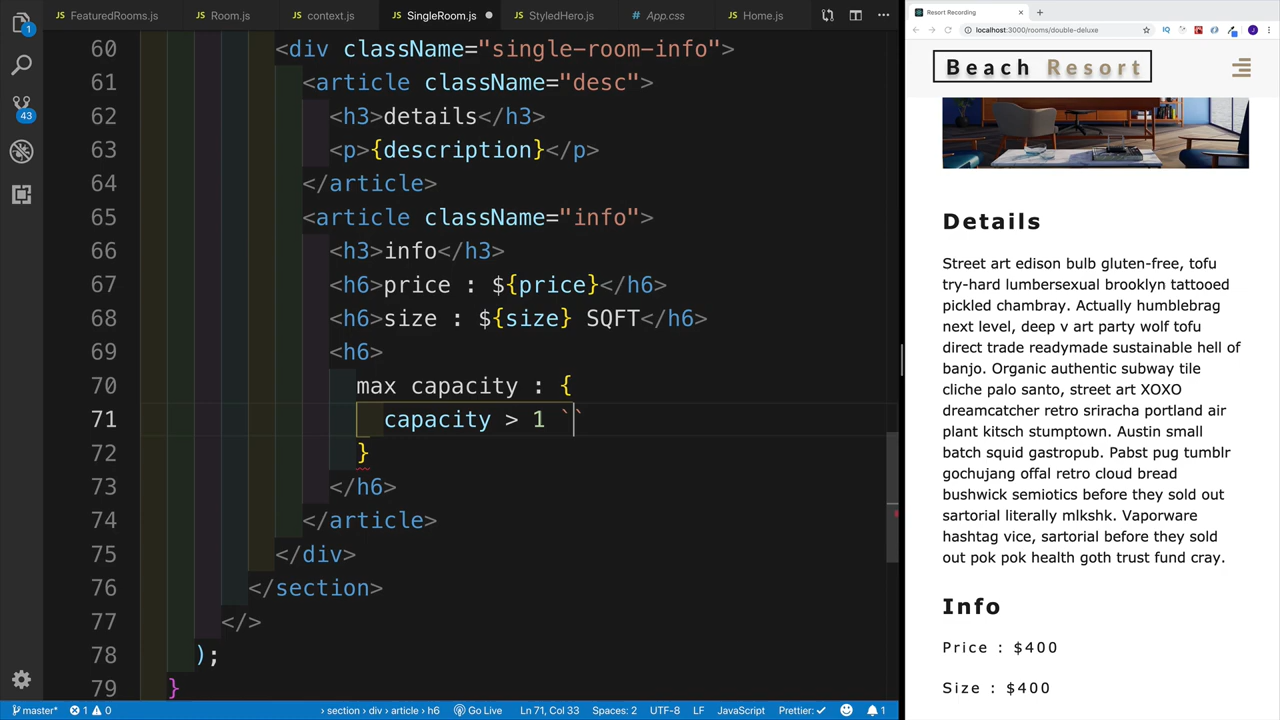 FeaturedRooms.js
Room.js
context.js
SingleRoom.js
StyledHero.js
App.css
Home.js
60 <div className="single-room-info">
61 <article className="desc">
62 <h3>details</h3>
63 <p>{description}</p>
64 </article>
65 <article className="info">
66 <h3>info</h3>
67 <h6>price : ${price}</h6>
68 <h6>size : ${size} SQFT</h6>
69 <h6>
70 max capacity : {
71 capacity > 1 ``
72 }
73 </h6>
74 </article>
75 </div>
76 </section>
77 </>
78 );
79 }
1
43
master* 1 0 › section › div › article › h6 Go Live Ln 71, Col 33 Spaces: 2 UTF-8 LF JavaScript Prettier: ✓ 1
Resort Recording
localhost:3000/rooms/double-deluxe
IQ
J
Beach Resort
Details
Street art edison bulb gluten-free, tofu
try-hard lumbersexual brooklyn tattooed
pickled chambray. Actually humblebrag
next level, deep v art party wolf tofu
direct trade readymade sustainable hell of
banjo. Organic authentic subway tile
cliche palo santo, street art XOXO
dreamcatcher retro sriracha portland air
plant kitsch stumptown. Austin small
batch squid gastropub. Pabst pug tumblr
gochujang offal retro cloud bread
bushwick semiotics before they sold out
sartorial literally mlkshk. Vaporware
hashtag vice, sartorial before they sold
out pok pok health goth trust fund cray.
Info
Price : $400
Size : $400